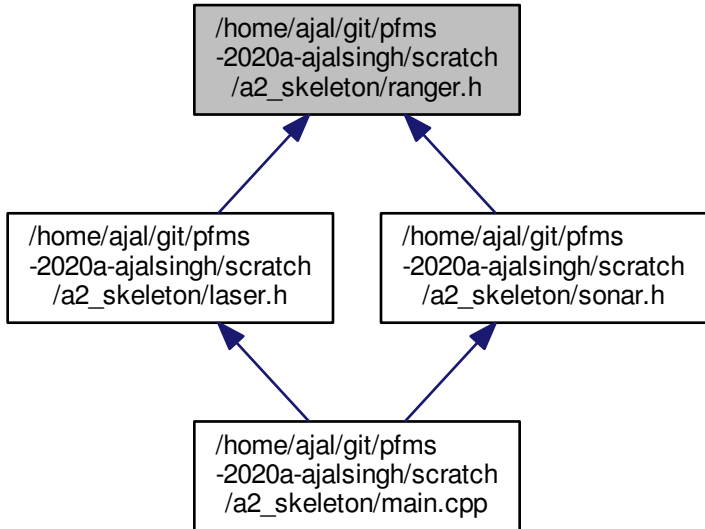 /home/ajal/git/pfms
-2020a-ajalsingh/scratch
/a2_skeleton/ranger.h
/home/ajal/git/pfms
-2020a-ajalsingh/scratch
/a2_skeleton/laser.h
/home/ajal/git/pfms
-2020a-ajalsingh/scratch
/a2_skeleton/sonar.h
/home/ajal/git/pfms
-2020a-ajalsingh/scratch
/a2_skeleton/main.cpp